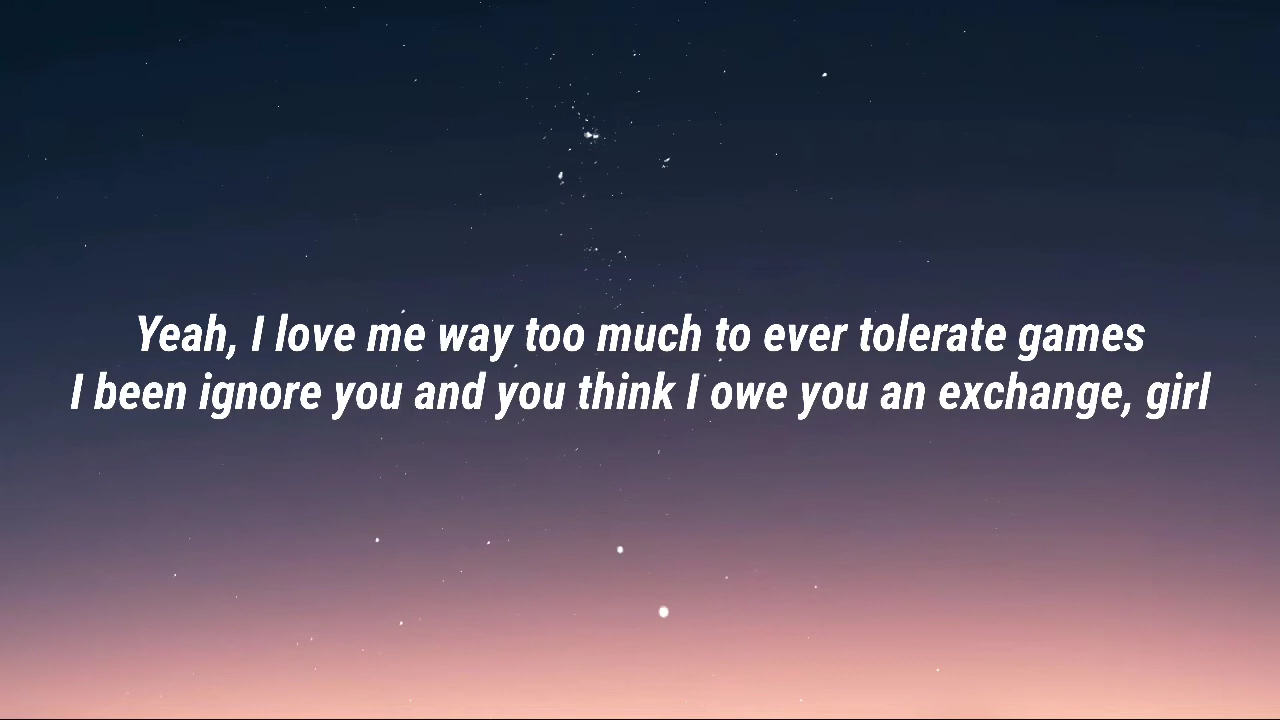 Yeah, I love me way too much to ever tolerate games
I been ignore you and you think I owe you an exchange, girl